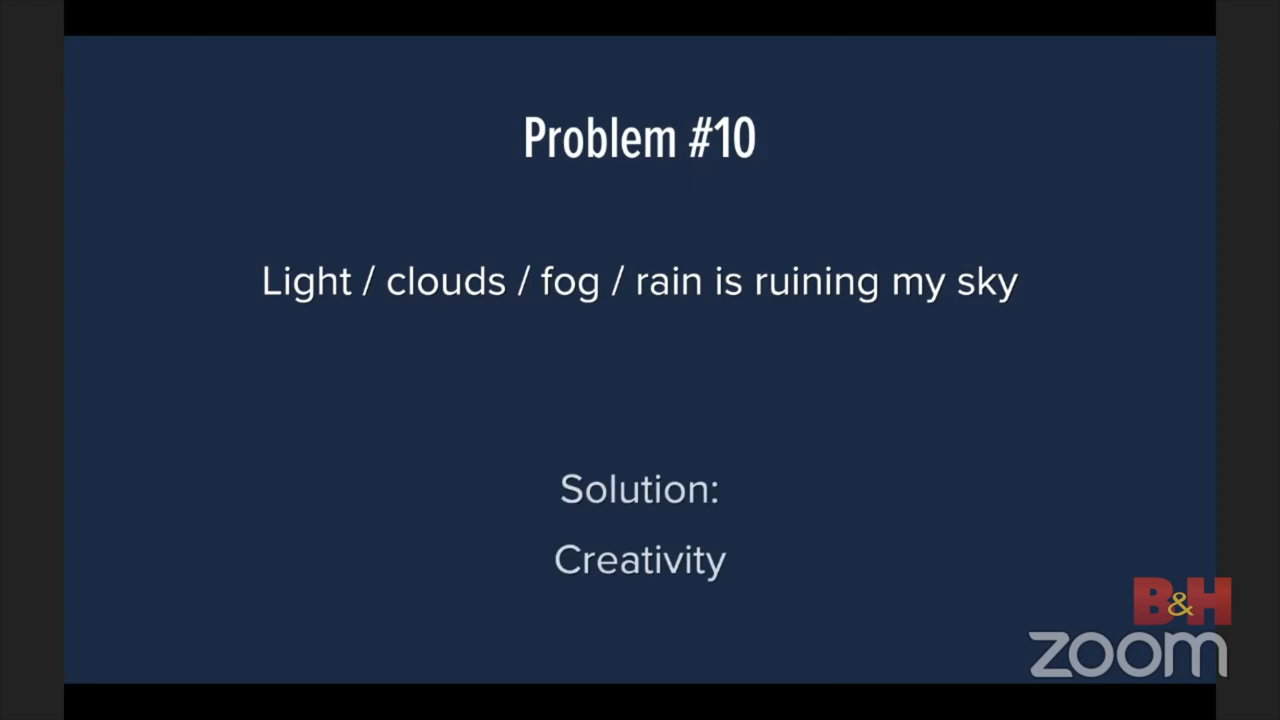 Problem #10
Light / clouds / fog / rain is ruining my sky
Solution:
Creativity
B&H
zoom